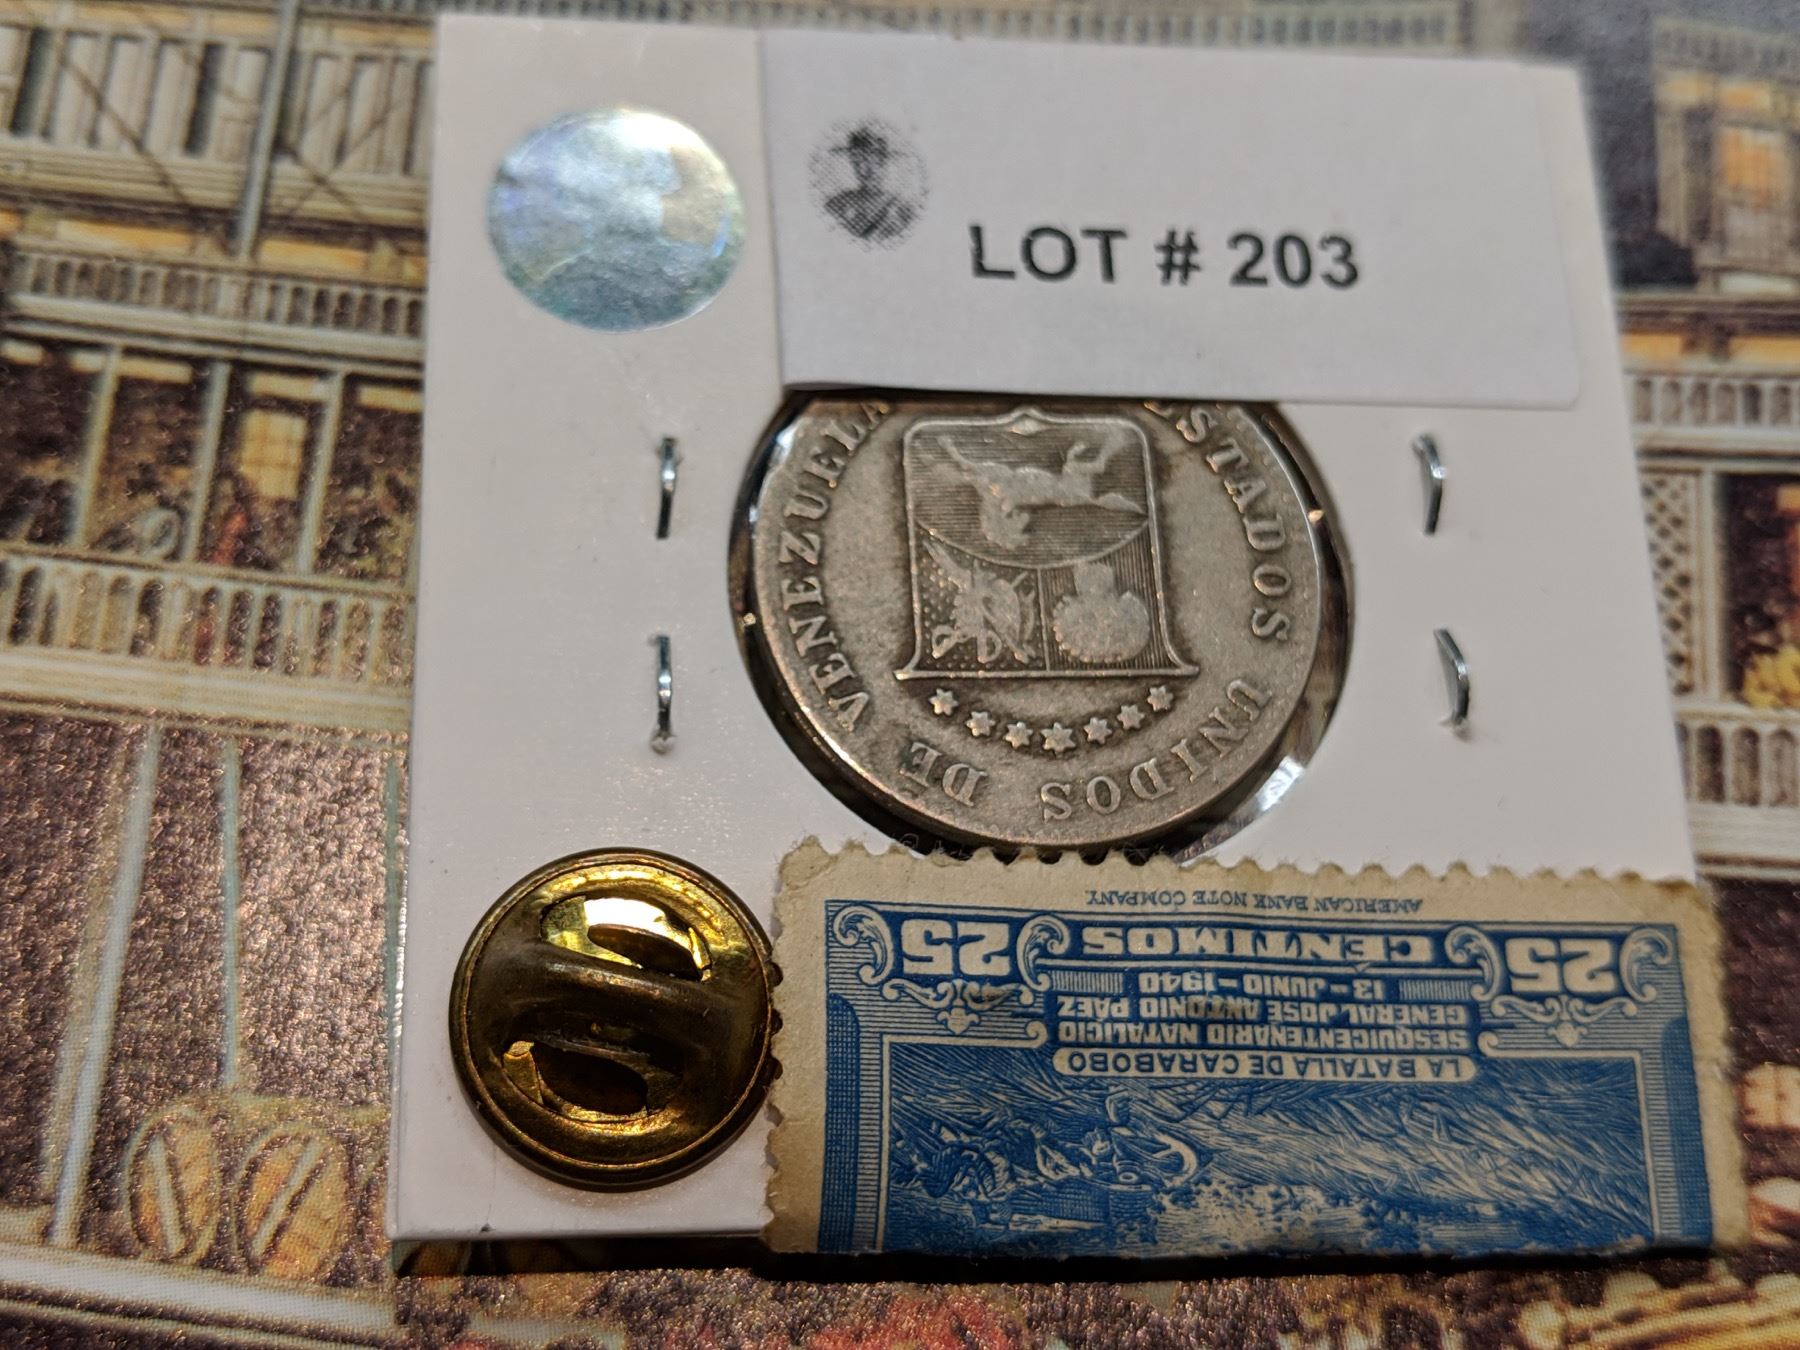 LOT # 203
ESTADOS UNIDOS DE VENEZUELA
AMERICAN BANK NOTE COMPANY.
25 CENTIMOS 25
13-JUNIO-1940
GENERAL JOSE ANTONIO PAEZ
SESQUICENTENARIO NATALICIO
LA BATALLA DE CARABOBO